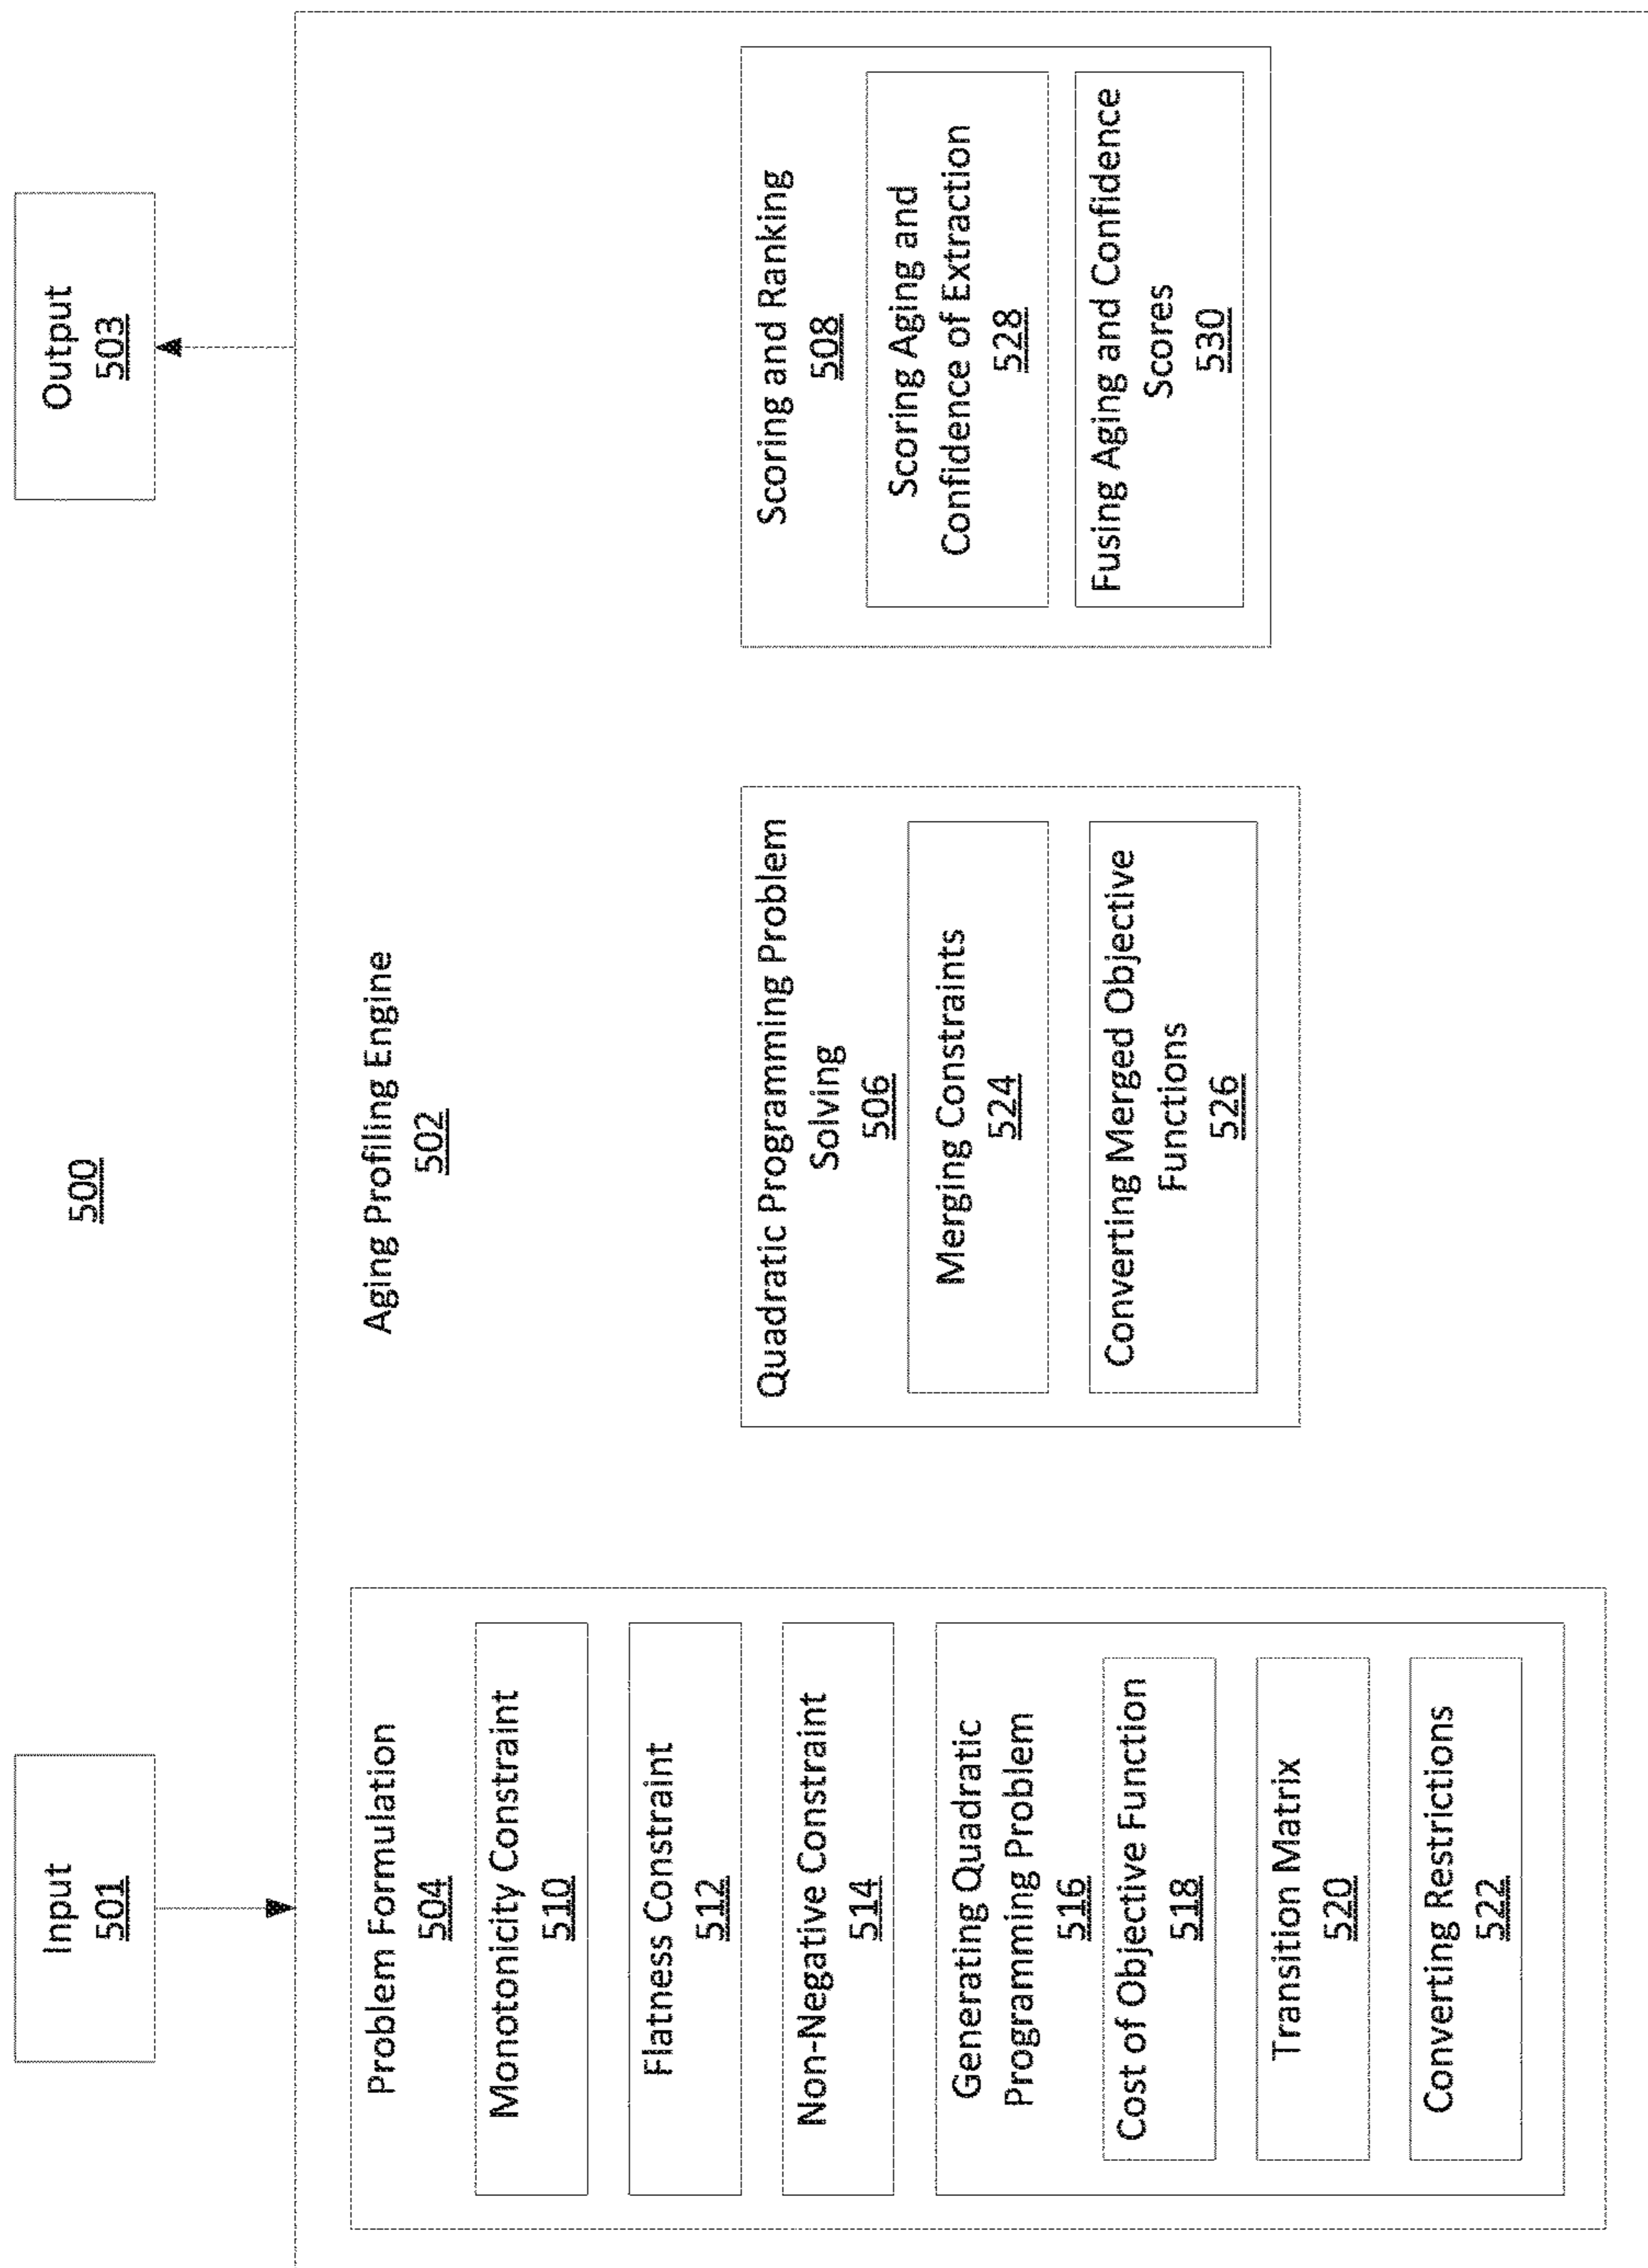 500
Input
501
Output
503
Aging Profiling Engine
502
Problem Formulation
504
Monotonicity Constraint
510
Flatness Constraint
512
Non-Negative Constraint
514
Generating Quadratic
Programming Problem
516
Cost of Objective Function
518
Transition Matrix
520
Converting Restrictions
522
Quadratic Programming Problem
Solving
506
Merging Constraints
524
Converting Merged Objective
Functions
526
Scoring and Ranking
508
Scoring Aging and
Confidence of Extraction
528
Fusing Aging and Confidence
Scores
530